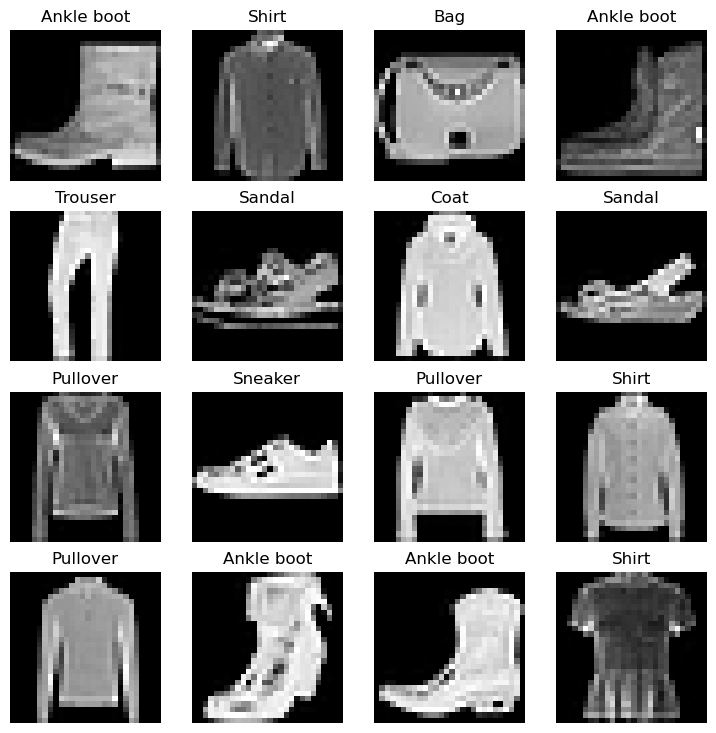 Ankle boot Shirt Bag Ankle boot
Trouser Sandal Coat Sandal
Pullover Sneaker Pullover Shirt
Pullover Ankle boot Ankle boot Shirt